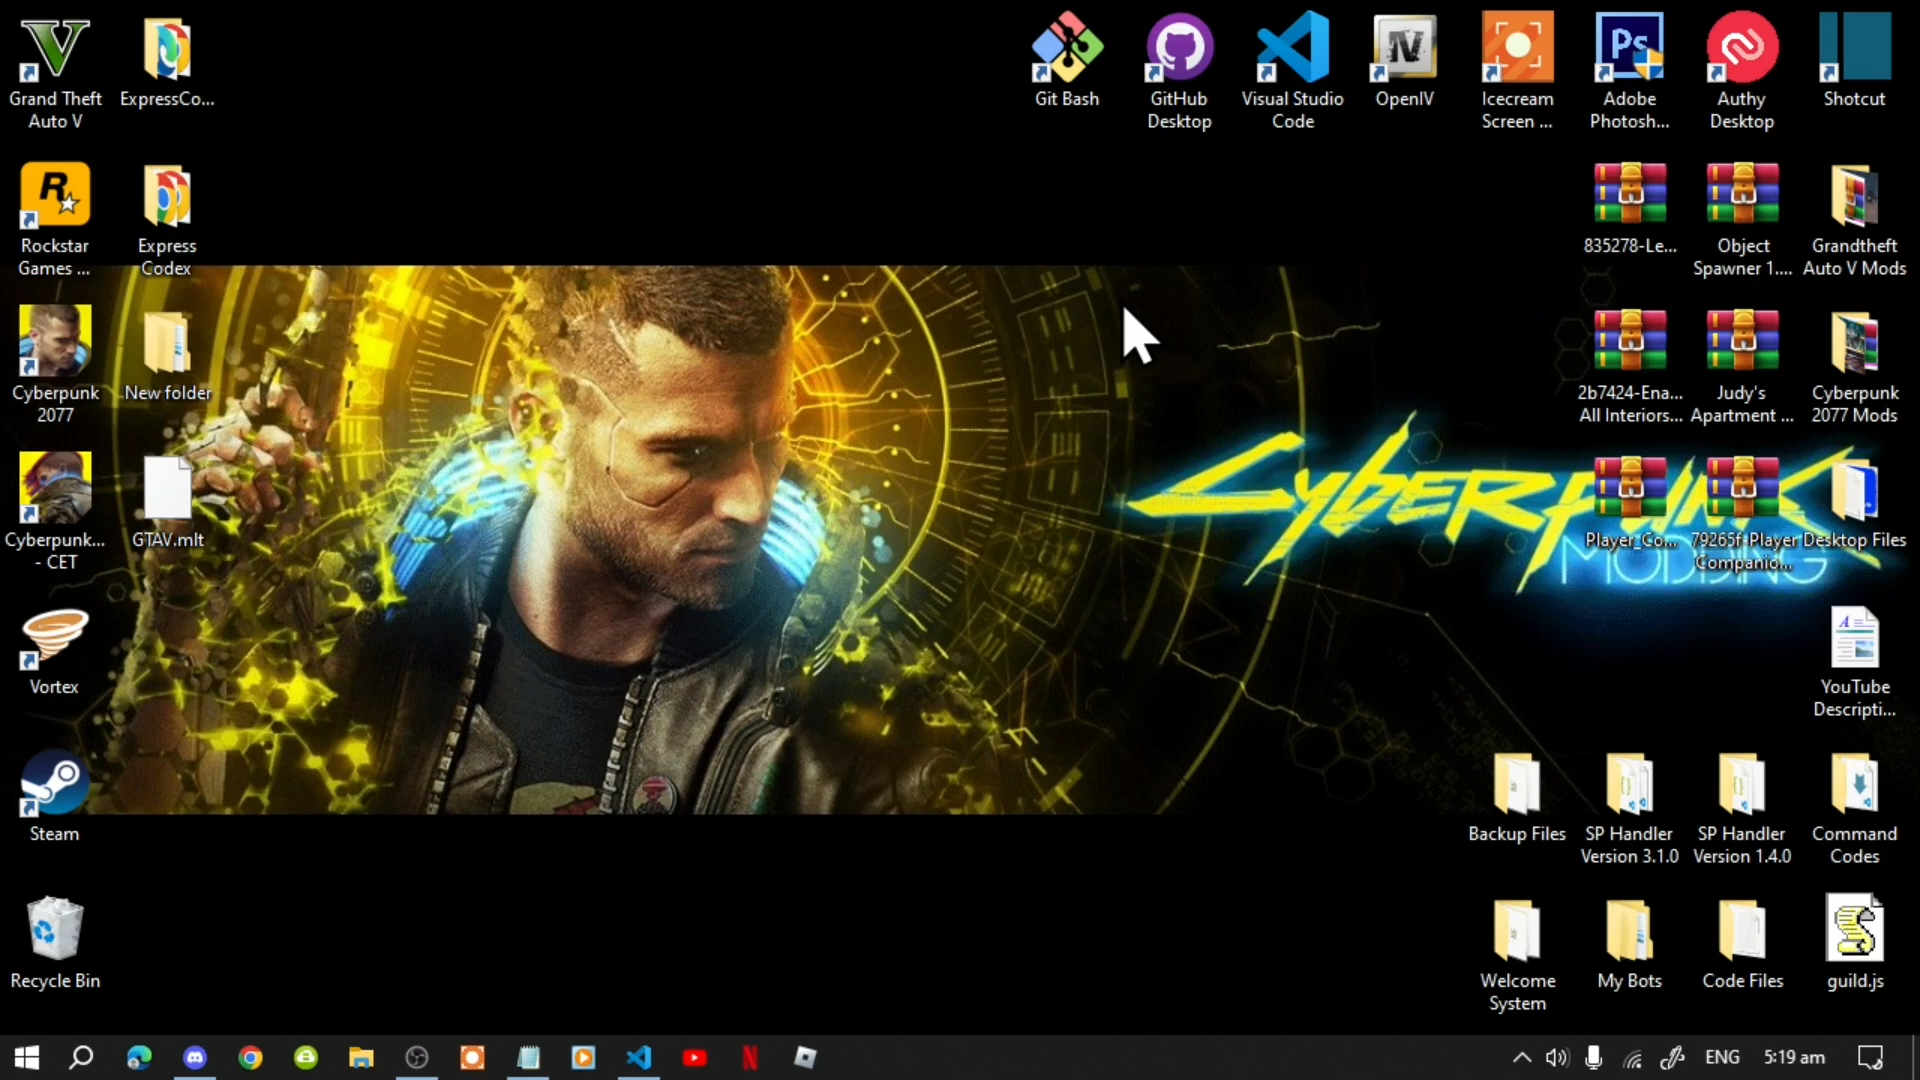 Grand Theft
Auto V
ExpressCo...
Git Bash
GitHub
Desktop
Visual Studio
Code
OpenIV
IV
Icecream
Screen ...
Ps
Adobe
Photosh...
Authy
Desktop
Shotcut
R
Rockstar
Games ...
Express
Codex
835278-Le...
Object
Spawner 1....
Grandtheft
Auto V Mods
Cyberpunk
2077
New folder
2b7424-Ena...
All Interiors...
Judy's
Apartment ...
Cyberpunk
2077 Mods
Cyberpunk...
- CET
GTAV.mlt
CYBERPUNK
MODDING
Player_Co...
79265f-Player
Companio...
Desktop Files
Vortex
YouTube
Descripti...
Steam
Backup Files
SP Handler
Version 3.1.0
SP Handler
Version 1.4.0
Command
Codes
Recycle Bin
Welcome
System
My Bots
Code Files
guild.js
ENG
5:19 am